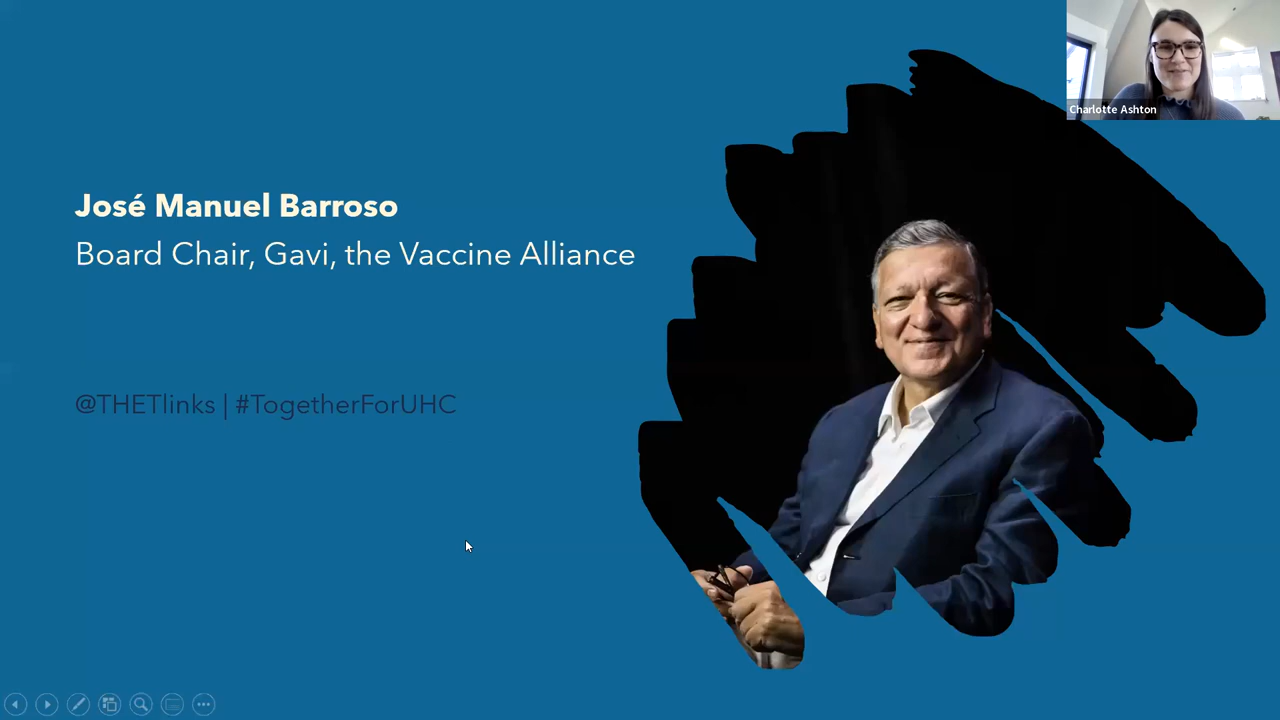 José Manuel Barroso
Board Chair, Gavi, the Vaccine Alliance
@THETlinks | #TogetherForUHC
Charlotte Ashton